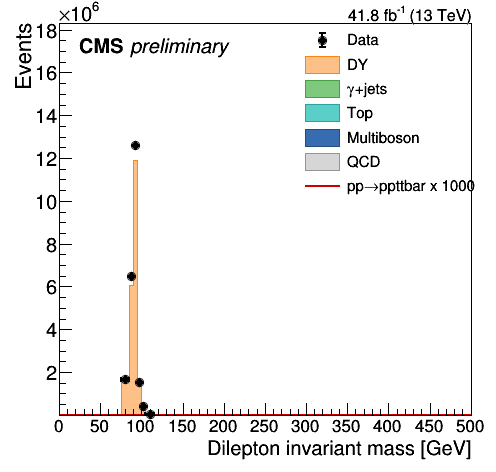 ×10⁶
41.8 fb⁻¹ (13 TeV)
CMS preliminary
Events
Data
DY
γ+jets
Top
Multiboson
QCD
pp→ppttbar x 1000
18
16
14
12
10
8
6
4
2
0 50 100 150 200 250 300 350 400 450 500
Dilepton invariant mass [GeV]